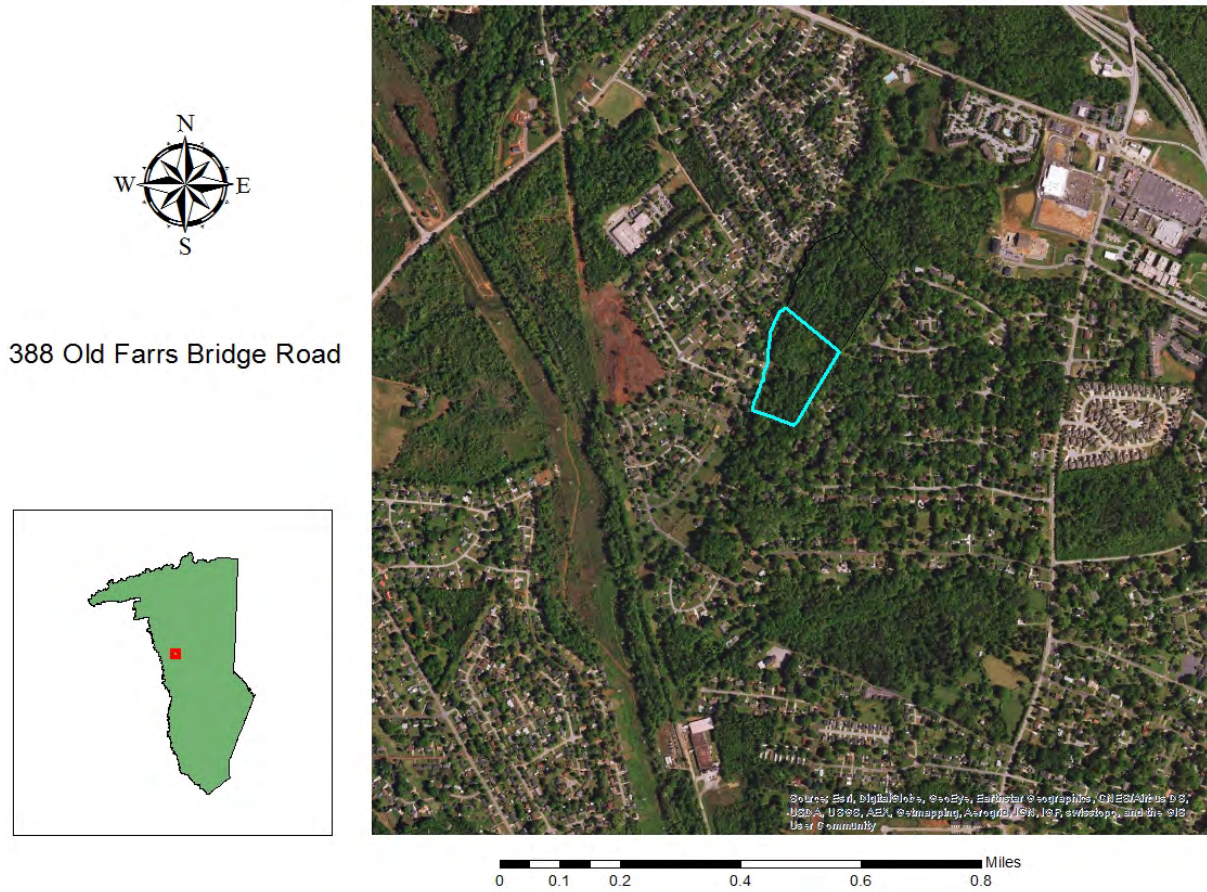 N
W E
S
388 Old Farrs Bridge Road
Source: Esri, DigitalGlobe, GeoEye, Earthstar Geographics, CNES/Airbus DS,
USDA, USGS, AEX, Getmapping, Aerogrid, IGN, IGP, swisstopo, and the GIS
User Community
Miles
0 0.1 0.2 0.4 0.6 0.8